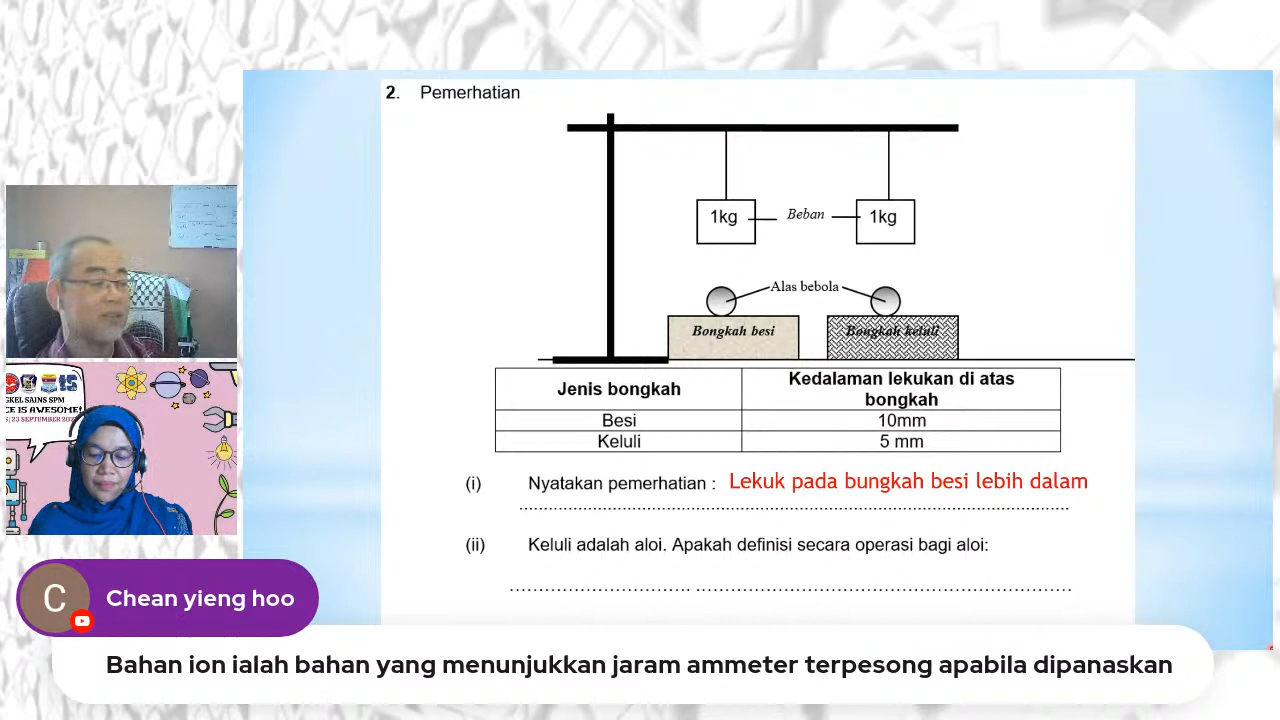 2. Pemerhatian
1kg
Beban
1kg
Alas bebola
Bongkah besi
Bongkah keluli
Jenis bongkah
Kedalaman lekukan di atas
bongkah
Besi
10mm
Keluli
5 mm
(i) Nyatakan pemerhatian : Lekuk pada bungkah besi lebih dalam
(ii) Keluli adalah aloi. Apakah definisi secara operasi bagi aloi:
GKEL SAINS SPM
CE IS AWESOME!
23 SEPTEMBER
C
Chean yieng hoo
Bahan ion ialah bahan yang menunjukkan jaram ammeter terpesong apabila dipanaskan